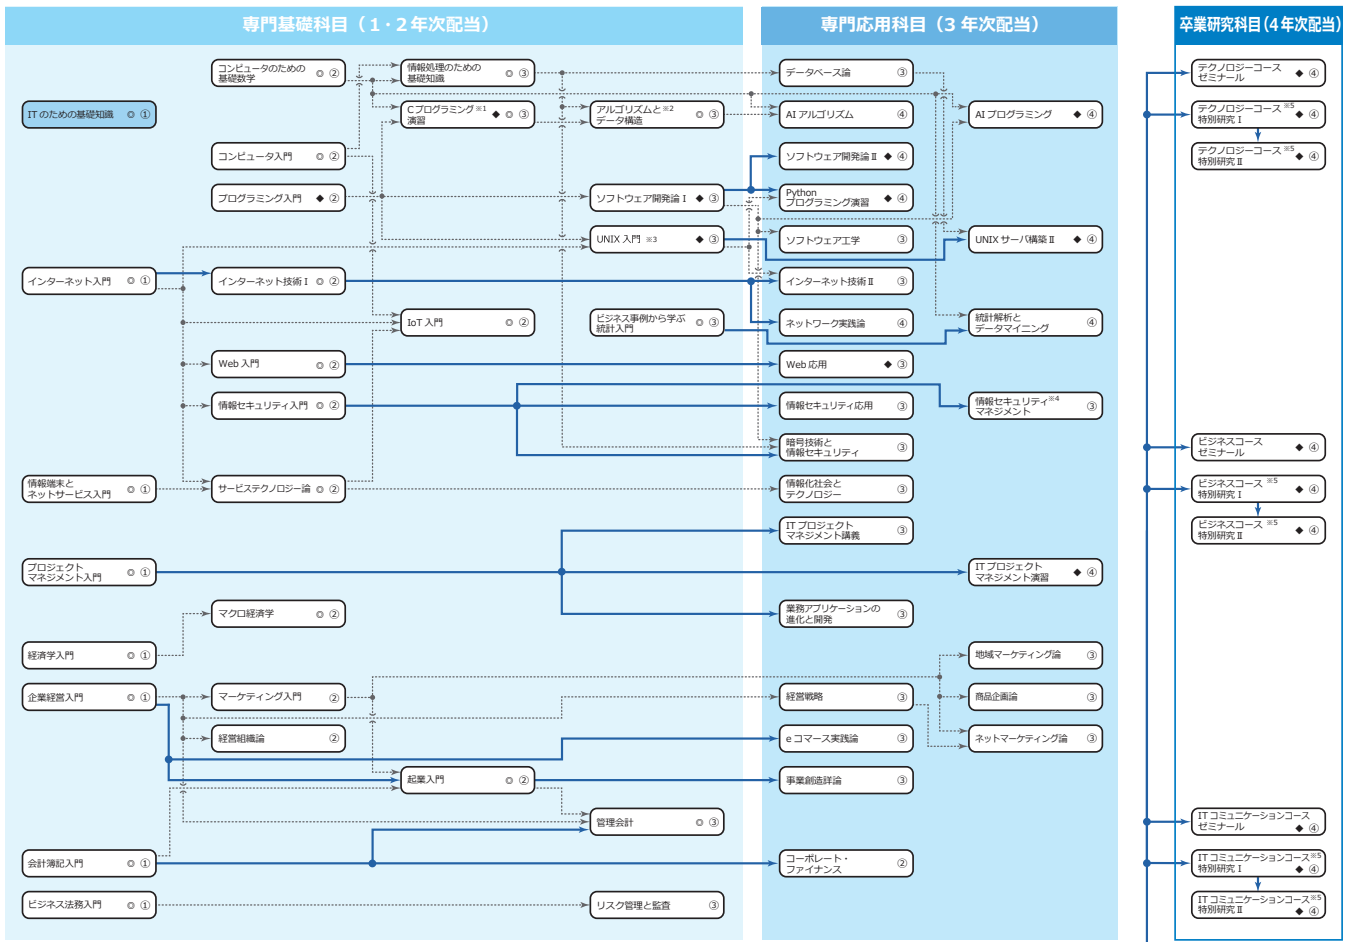 専門基礎科目（1・2年次配当）
専門応用科目（3年次配当）
卒業研究科目(4年次配当)
コンピュータのための
基礎数学 ◎ ②
情報処理のための
基礎知識 ◎ ③
データベース論 ③
テクノロジーコース
ゼミナール ◆ ④
ITのための基礎知識 ◎ ①
Cプログラミング※1
演習 ◆ ◎ ③
アルゴリズムと※2
データ構造 ◎ ③
AIアルゴリズム ④
AIプログラミング ◆ ④
テクノロジーコース※5
特別研究Ⅰ ◆ ④
コンピュータ入門 ◎ ②
ソフトウェア開発論Ⅱ ◆ ④
テクノロジーコース※5
特別研究Ⅱ ◆ ④
プログラミング入門 ◆ ②
ソフトウェア開発論Ⅰ ◆ ③
Python
プログラミング演習 ◆ ④
UNIX入門 ※3 ◆ ③
ソフトウェア工学 ③
UNIXサーバ構築Ⅱ ◆ ④
インターネット入門 ◎ ①
インターネット技術Ⅰ ◎ ②
インターネット技術Ⅱ ③
IoT入門 ◎ ②
ビジネス事例から学ぶ
統計入門 ◎ ③
ネットワーク実践論 ④
統計解析と
データマイニング ④
Web入門 ◎ ②
Web応用 ◆ ③
情報セキュリティ入門 ◎ ②
情報セキュリティ応用 ③
情報セキュリティ※4
マネジメント ③
暗号技術と
情報セキュリティ ③
ビジネスコース
ゼミナール ◆ ④
情報端末と
ネットサービス入門 ◎ ①
サービステクノロジー論 ◎ ②
情報化社会と
テクノロジー ③
ビジネスコース ※5
特別研究Ⅰ ◆ ④
ITプロジェクト
マネジメント講義 ③
ビジネスコース ※5
特別研究Ⅱ ◆ ④
プロジェクト
マネジメント入門 ◎ ①
ITプロジェクト
マネジメント演習 ◆ ④
マクロ経済学 ◎ ②
業務アプリケーションの
進化と開発 ③
経済学入門 ◎ ①
地域マーケティング論 ③
企業経営入門 ◎ ①
マーケティング入門 ②
経営戦略 ③
商品企画論 ③
経営組織論 ②
eコマース実践論 ③
ネットマーケティング論 ③
起業入門 ◎ ②
事業創造詳論 ③
管理会計 ◎ ③
ITコミュニケーションコース
ゼミナール ◆ ④
会計簿記入門 ◎ ①
コーポレート・
ファイナンス ②
ITコミュニケーションコース※5
特別研究Ⅰ ◆ ④
ビジネス法務入門 ◎ ①
リスク管理と監査 ③
ITコミュニケーションコース※5
特別研究Ⅱ ◆ ④